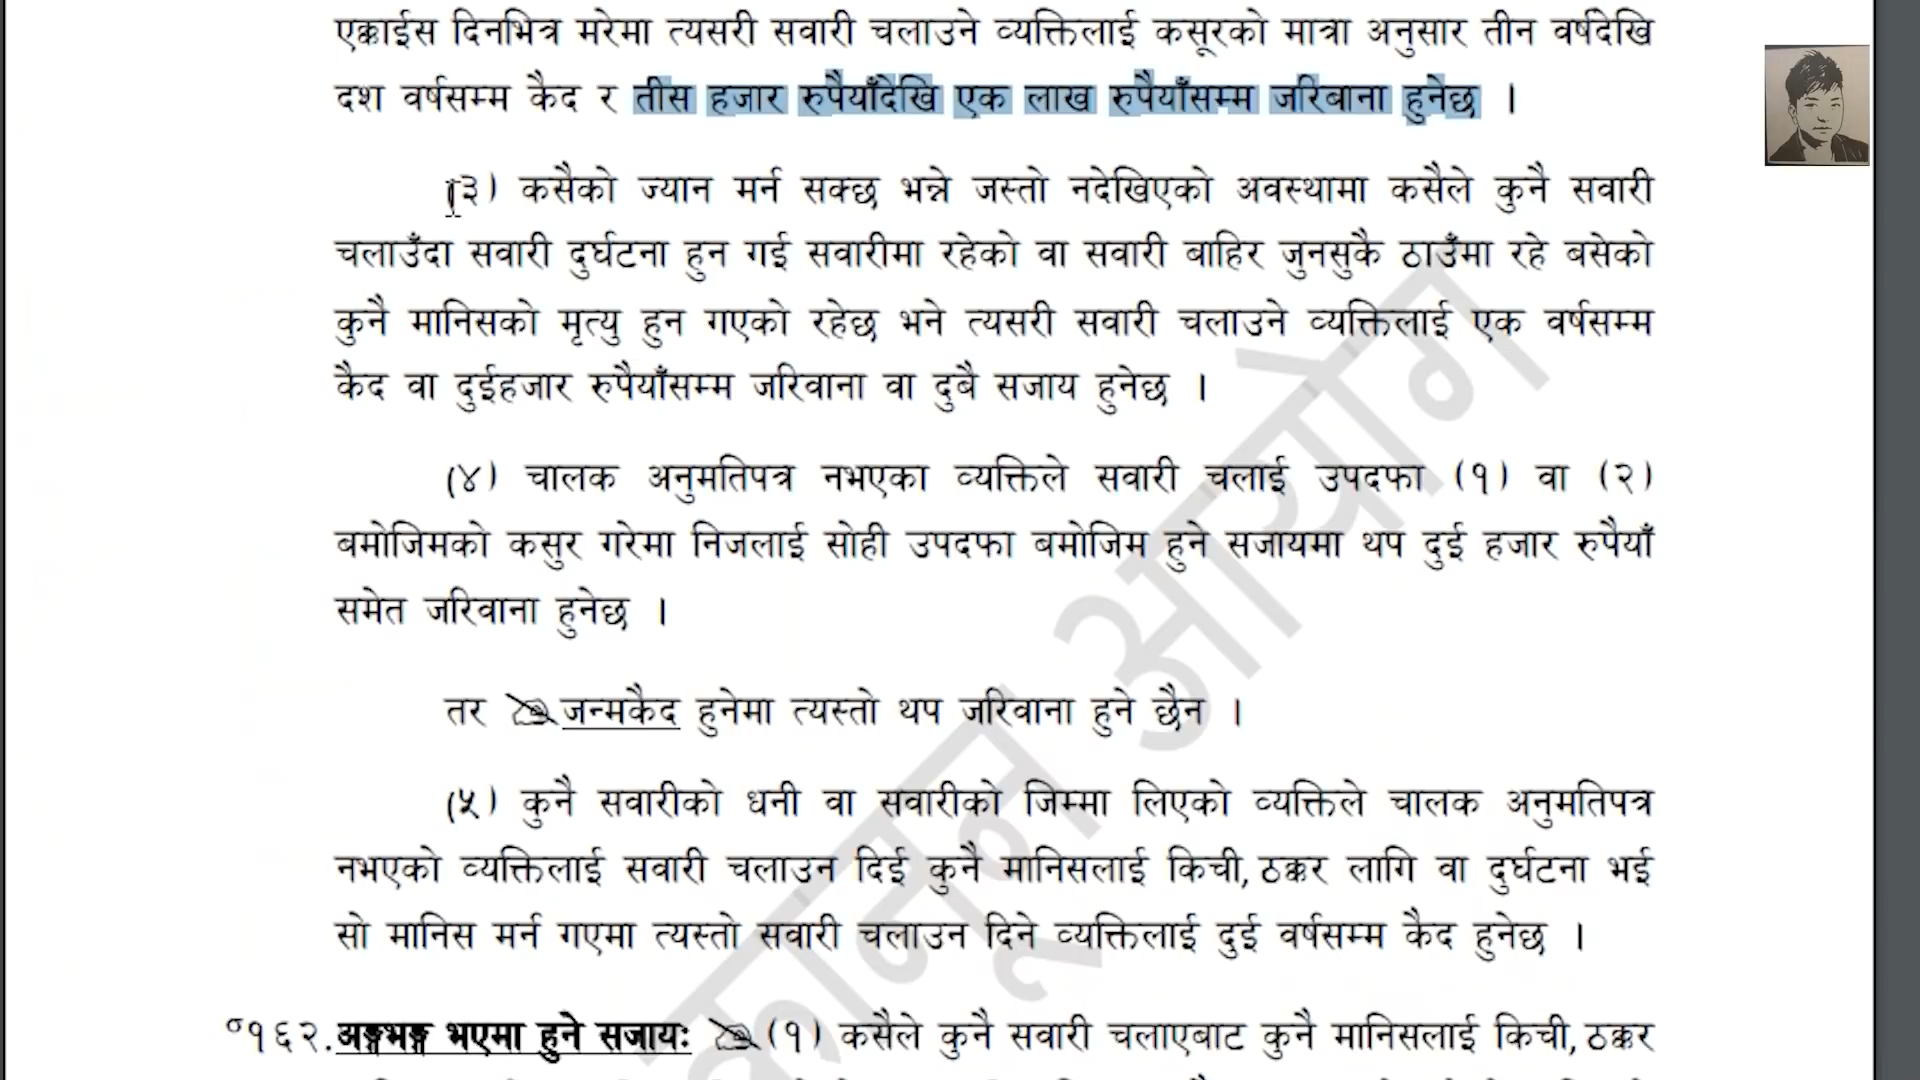 एक्काईस दिनभित्र मरेमा त्यसरी सवारी चलाउने व्यक्तिलाई कसूरको मात्रा अनुसार तीन वर्षदेखि
दश वर्षसम्म कैद र तीस हजार रुपैयाँदेखि एक लाख रुपैयाँसम्म जरिबाना हुनेछ ।
(३) कसैको ज्यान मर्न सक्छ भन्ने जस्तो नदेखिएको अवस्थामा कसैले कुनै सवारी
चलाउँदा सवारी दुर्घटना हुन गई सवारीमा रहेको वा सवारी बाहिर जुनसुकै ठाउँमा रहे बसेको
कुनै मानिसको मृत्यु हुन गएको रहेछ भने त्यसरी सवारी चलाउने व्यक्तिलाई एक वर्षसम्म
कैद वा दुईहजार रुपैयाँसम्म जरिवाना वा दुबै सजाय हुनेछ ।
(४) चालक अनुमतिपत्र नभएका व्यक्तिले सवारी चलाई उपदफा (१) वा (२)
बमोजिमको कसुर गरेमा निजलाई सोही उपदफा बमोजिम हुने सजायमा थप दुई हजार रुपैयाँ
समेत जरिवाना हुनेछ ।
तर जन्मकैद हुनेमा त्यस्तो थप जरिवाना हुने छैन ।
(५) कुनै सवारीको धनी वा सवारीको जिम्मा लिएको व्यक्तिले चालक अनुमतिपत्र
नभएको व्यक्तिलाई सवारी चलाउन दिई कुनै मानिसलाई किची, ठक्कर लागि वा दुर्घटना भई
सो मानिस मर्न गएमा त्यस्तो सवारी चलाउन दिने व्यक्तिलाई दुई वर्षसम्म कैद हुनेछ ।
१६२. अङ्गभङ्ग भएमा हुने सजायः (१) कसैले कुनै सवारी चलाएबाट कुनै मानिसलाई किची, ठक्कर
कानून आयोग